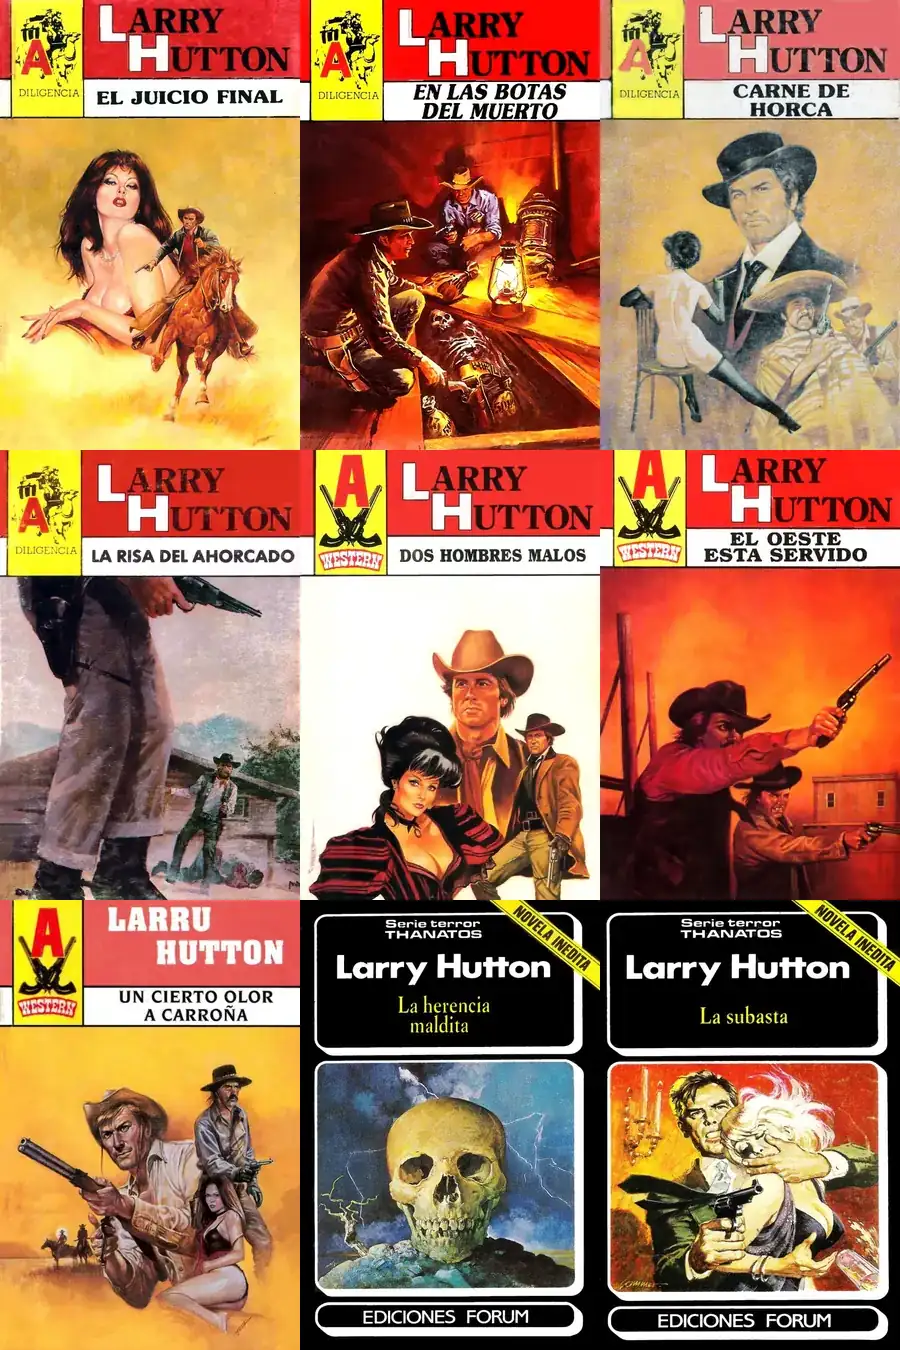 A
DILIGENCIA
LARRY
HUTTON
EL JUICIO FINAL
A
DILIGENCIA
LARRY
HUTTON
EN LAS BOTAS
DEL MUERTO
A
DILIGENCIA
LARRY
HUTTON
CARNE DE
HORCA
A
DILIGENCIA
LARRY
HUTTON
LA RISA DEL AHORCADO
A
WESTERN
LARRY
HUTTON
DOS HOMBRES MALOS
A
WESTERN
LARRY
HUTTON
EL OESTE
ESTA SERVIDO
A
WESTERN
LARRU
HUTTON
UN CIERTO OLOR
A CARROÑA
Serie terror
THANATOS
NOVELA INEDITA
Larry Hutton
La herencia
maldita
EDICIONES FORUM
Serie terror
THANATOS
NOVELA INEDITA
Larry Hutton
La subasta
EDICIONES FORUM